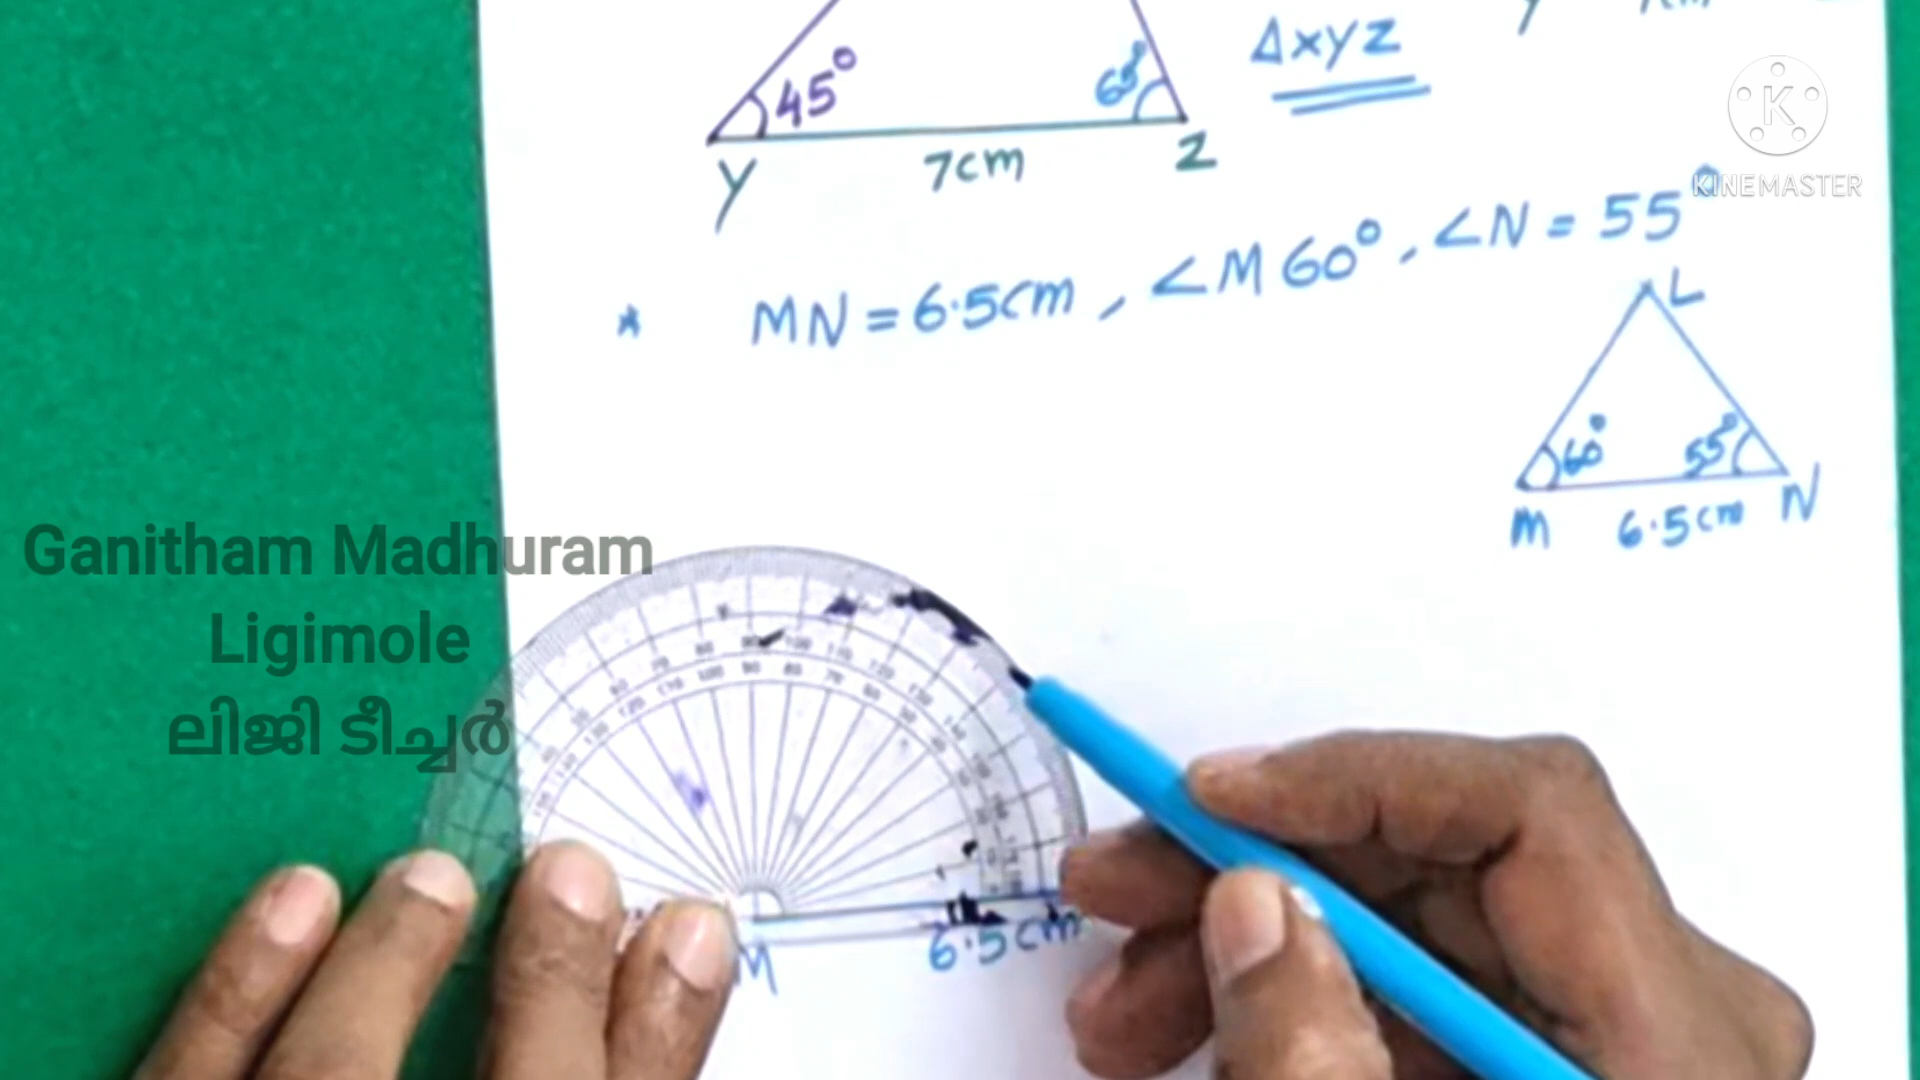 ΔXYZ
45°
65°
Y
7cm
Z
KINEMASTER
* MN = 6.5cm, ∠M 60°, ∠N = 55°
L
60°
55°
M
6.5cm
N
Ganitham Madhuram
Ligimole
ലിജി ടീച്ചർ
M
6.5cm